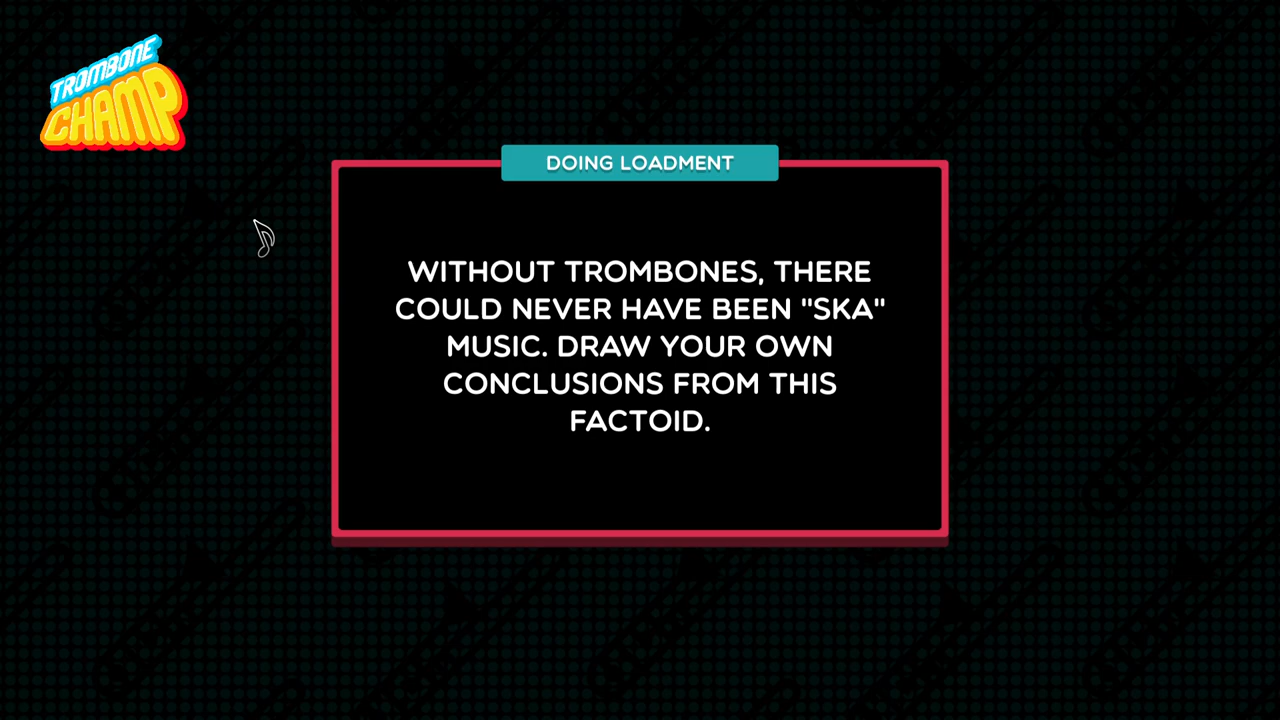 TROMBONE
CHAMP
DOING LOADMENT
WITHOUT TROMBONES, THERE
COULD NEVER HAVE BEEN "SKA"
MUSIC. DRAW YOUR OWN
CONCLUSIONS FROM THIS
FACTOID.